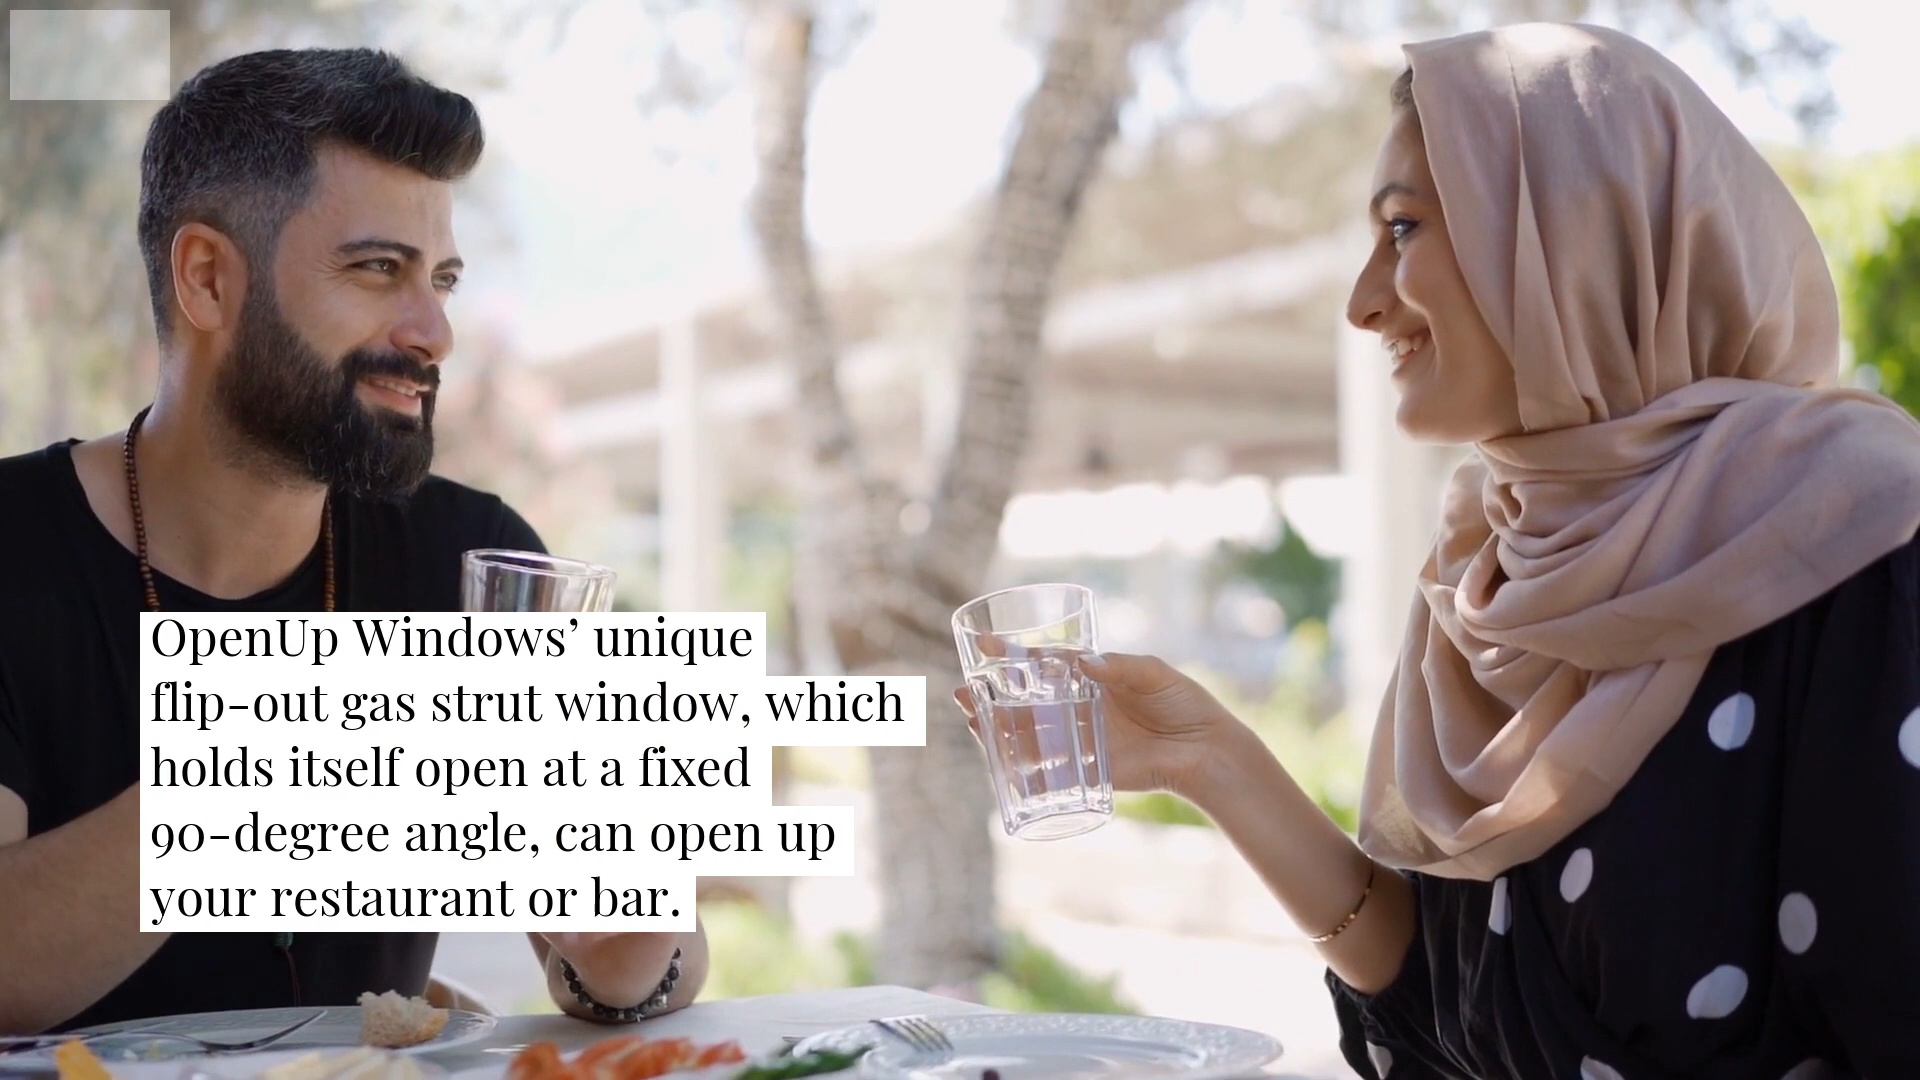 OpenUp Windows’ unique
flip-out gas strut window, which
holds itself open at a fixed
90-degree angle, can open up
your restaurant or bar.